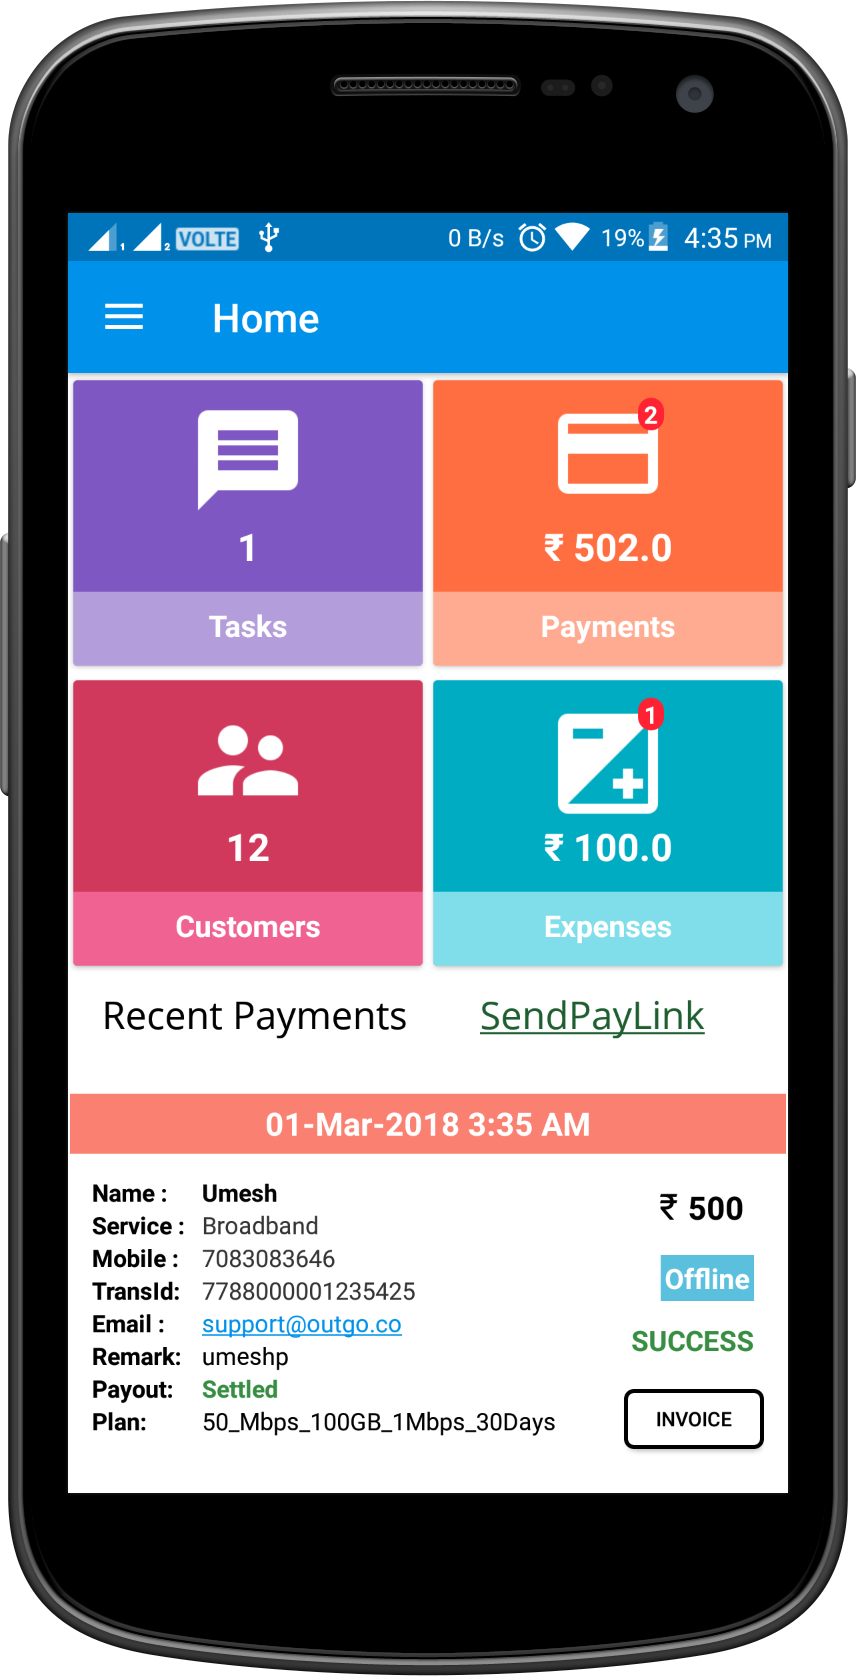 1 2 VOLTE 0 B/s 19% 4:35 PM
Home
2
1 ₹ 502.0
Tasks Payments
1
12 ₹ 100.0
Customers Expenses
Recent Payments SendPayLink
01-Mar-2018 3:35 AM
Name : Umesh
Service : Broadband
Mobile : 7083083646
TransId: 7788000001235425
Email : support@outgo.co
Remark: umeshp
Payout: Settled
Plan: 50_Mbps_100GB_1Mbps_30Days
₹ 500
Offline
SUCCESS
INVOICE